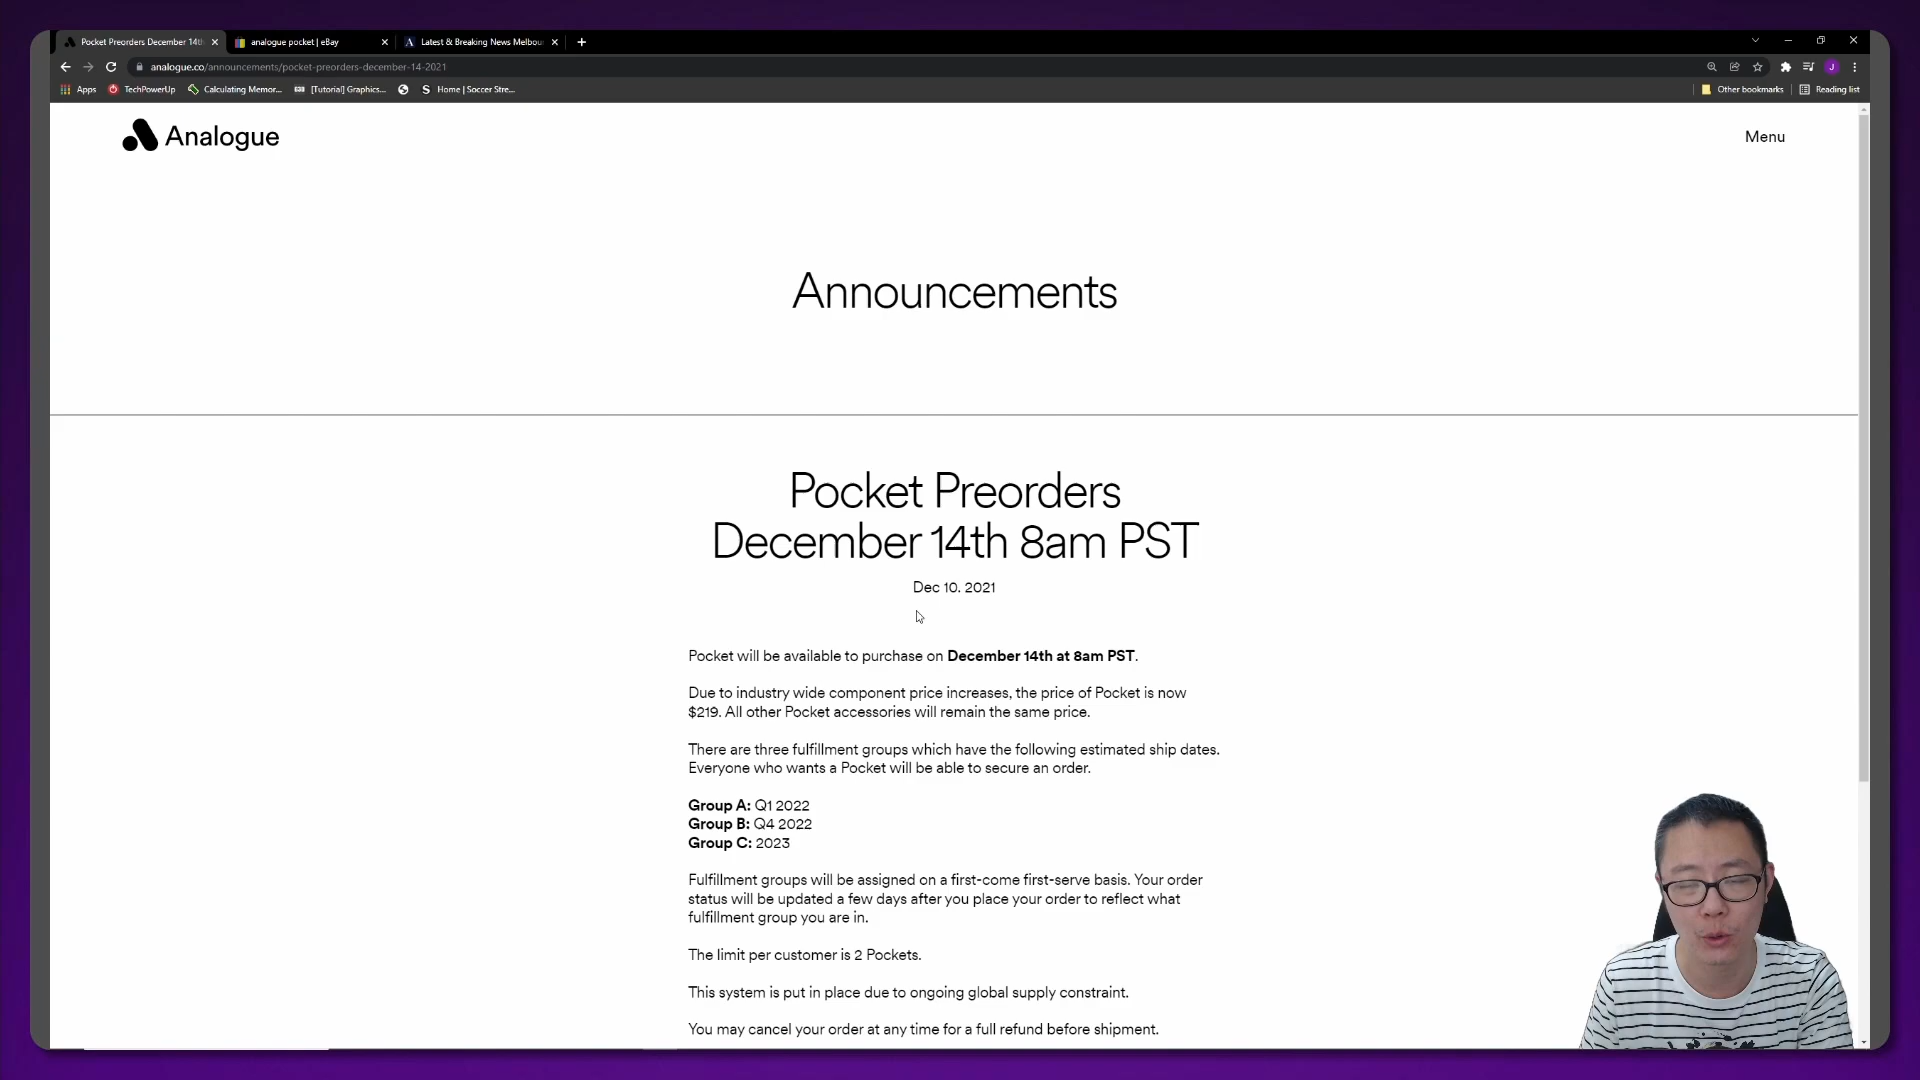 Pocket Preorders December 14th
analogue pocket | eBay
Latest & Breaking News Melbou
analogue.co/announcements/pocket-preorders-december-14-2021
Apps
TechPowerUp
Calculating Memor...
[Tutorial] Graphics...
Home | Soccer Stre...
Other bookmarks
Reading list
Analogue
Menu
Announcements
Pocket Preorders
December 14th 8am PST
Dec 10. 2021
Pocket will be available to purchase on December 14th at 8am PST.
Due to industry wide component price increases, the price of Pocket is now
$219. All other Pocket accessories will remain the same price.
There are three fulfillment groups which have the following estimated ship dates.
Everyone who wants a Pocket will be able to secure an order.
Group A: Q1 2022
Group B: Q4 2022
Group C: 2023
Fulfillment groups will be assigned on a first-come first-serve basis. Your order
status will be updated a few days after you place your order to reflect what
fulfillment group you are in.
The limit per customer is 2 Pockets.
This system is put in place due to ongoing global supply constraint.
You may cancel your order at any time for a full refund before shipment.